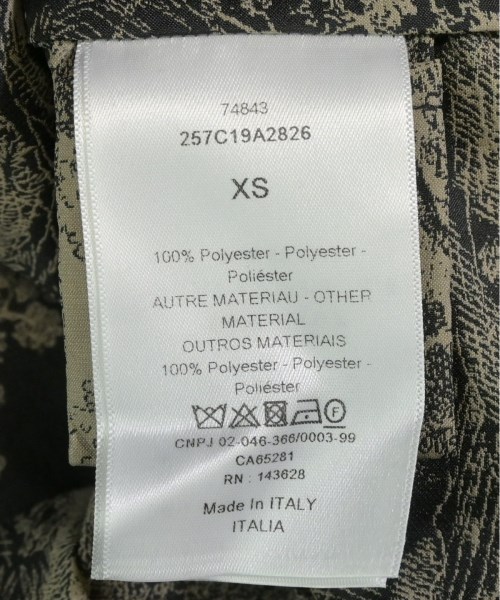 74843
257C19A2826
XS
100% Polyester - Polyester -
Poliéster
AUTRE MATERIAU - OTHER
MATERIAL
OUTROS MATERIAIS
100% Polyester - Polyester -
Poliéster
F
CNPJ 02-046-366/0003-99
CA65281
RN : 143628
Made In ITALY
ITALIA